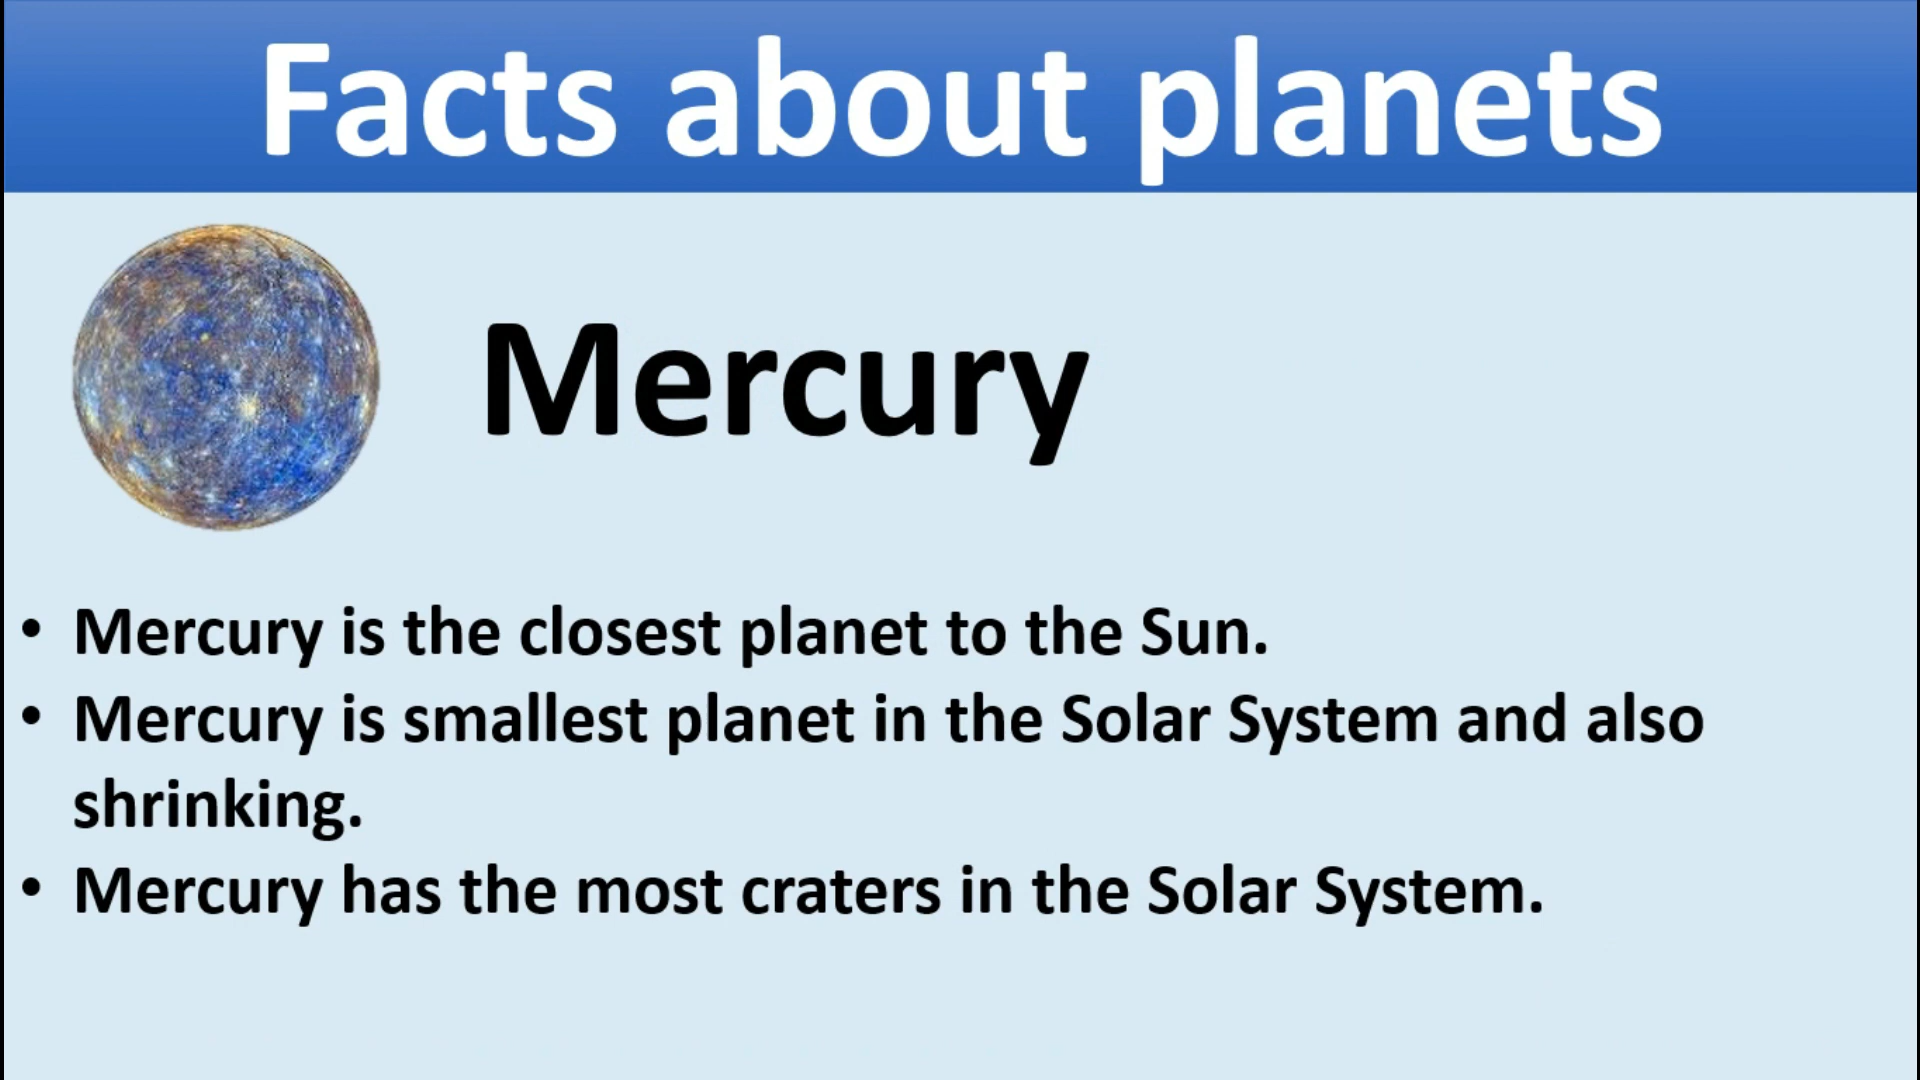 Facts about planets
Mercury
• Mercury is the closest planet to the Sun.
• Mercury is smallest planet in the Solar System and also
shrinking.
• Mercury has the most craters in the Solar System.